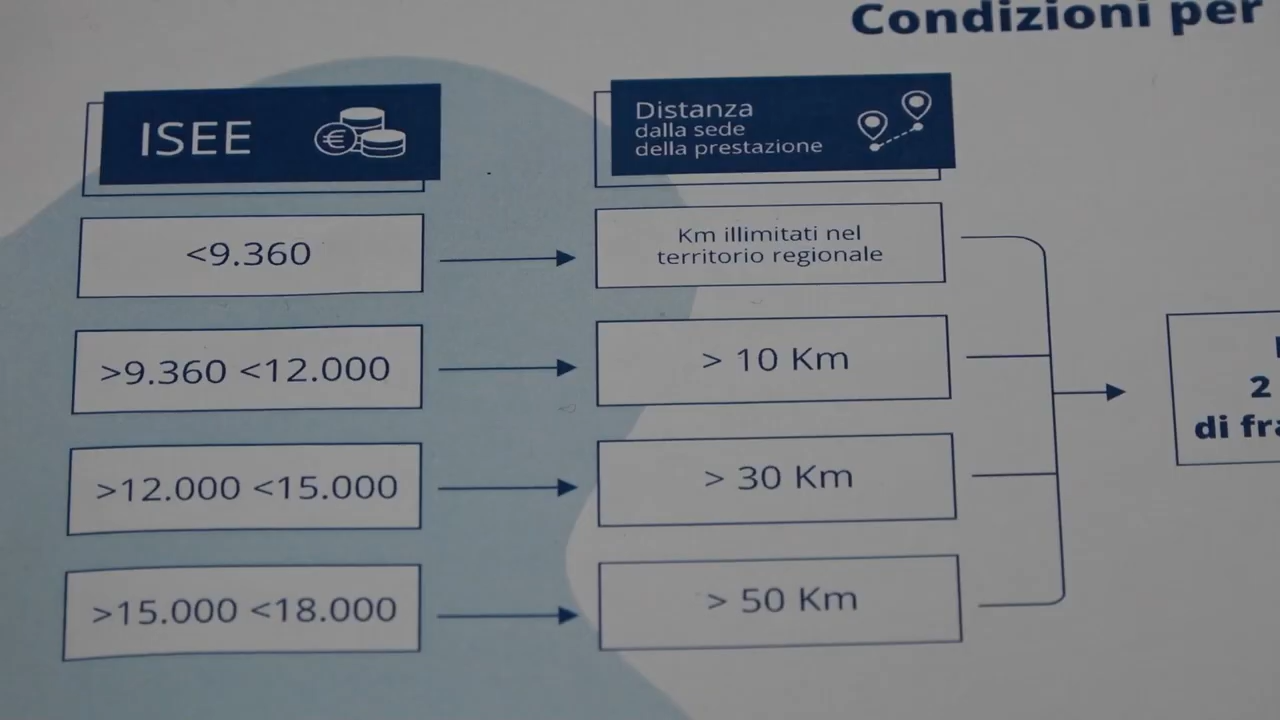 Condizioni per
ISEE
Distanza
dalla sede
della prestazione
<9.360
Km illimitati nel
territorio regionale
>9.360 <12.000
> 10 Km
>12.000 <15.000
> 30 Km
>15.000 <18.000
> 50 Km
2
di